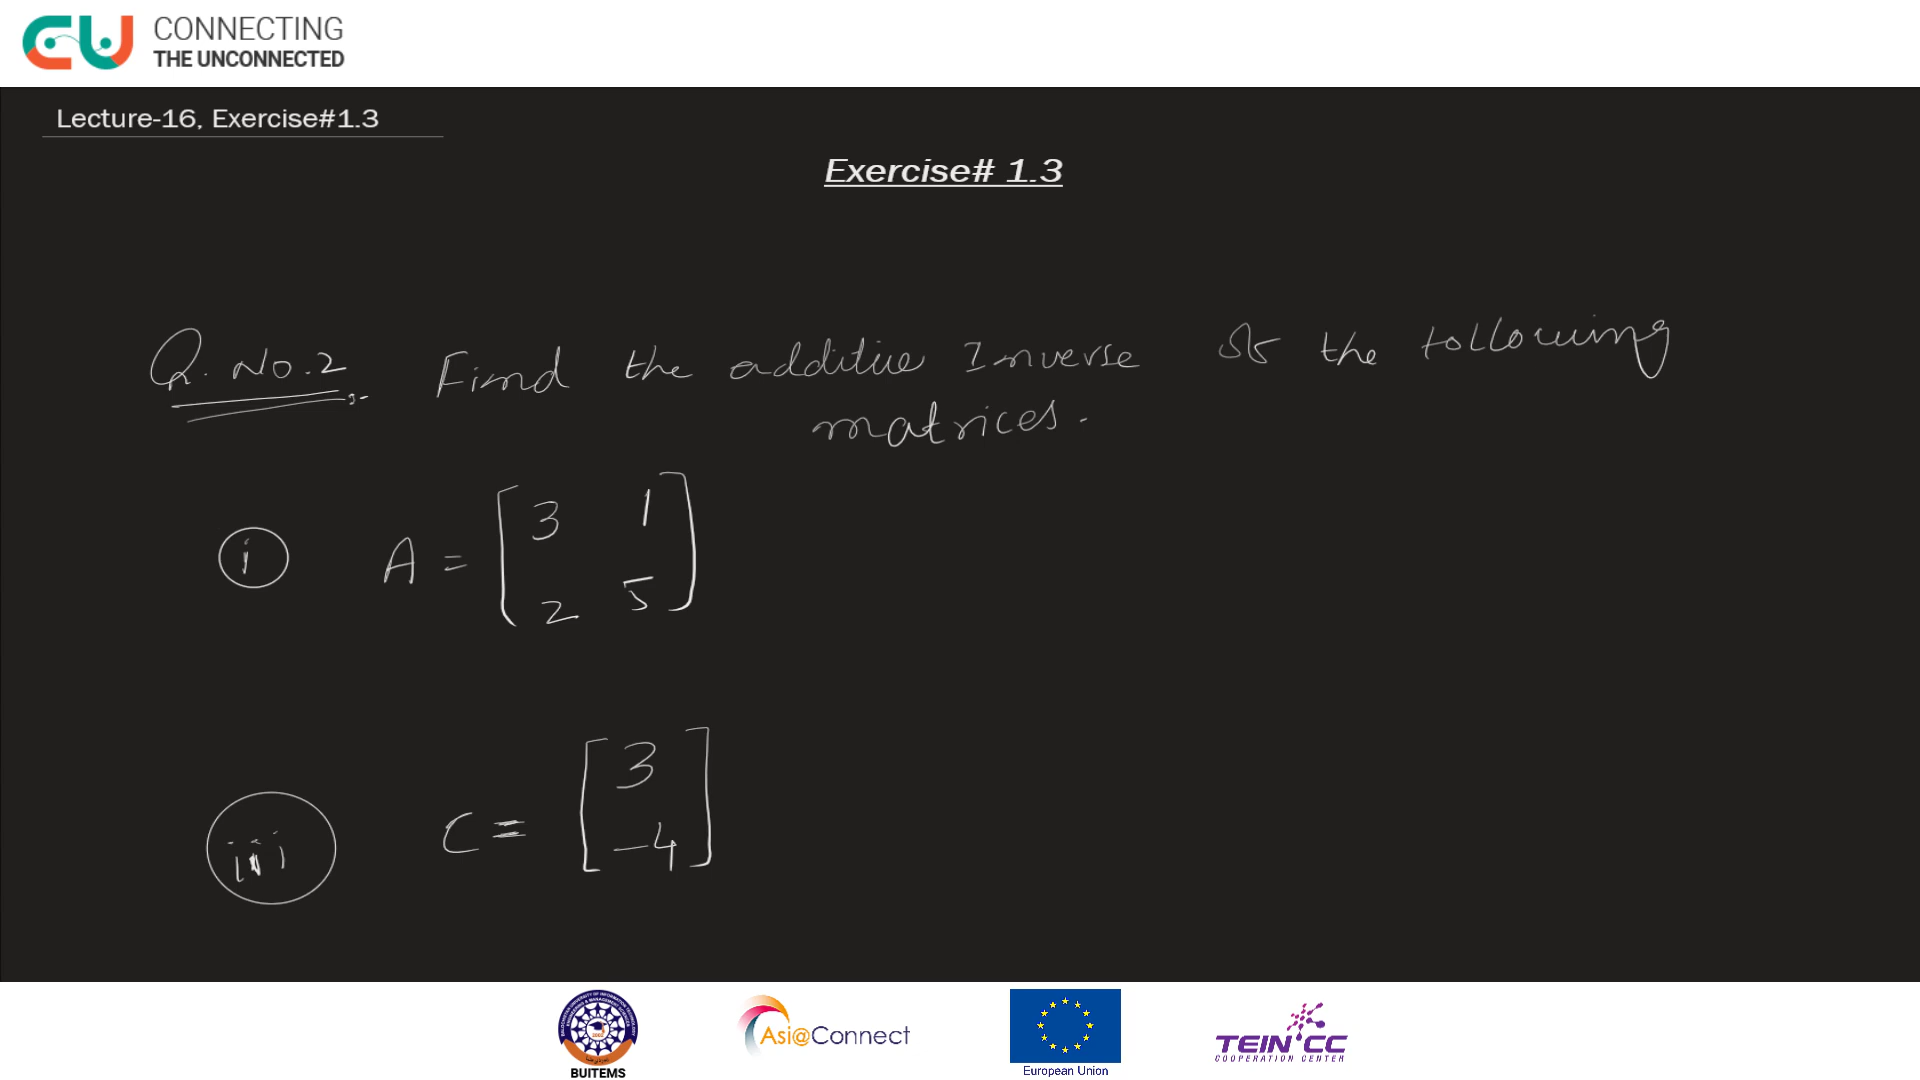 CONNECTING
THE UNCONNECTED
Lecture-16, Exercise#1.3
Exercise# 1.3
Q. No. 2 :- Find the additive Inverse of the following
matrices.
i A = [ 3 1
2 5 ]
iii C = [ 3
-4 ]
BUITEMS
Asi@Connect
European Union
TEIN*CC
COOPERATION CENTER